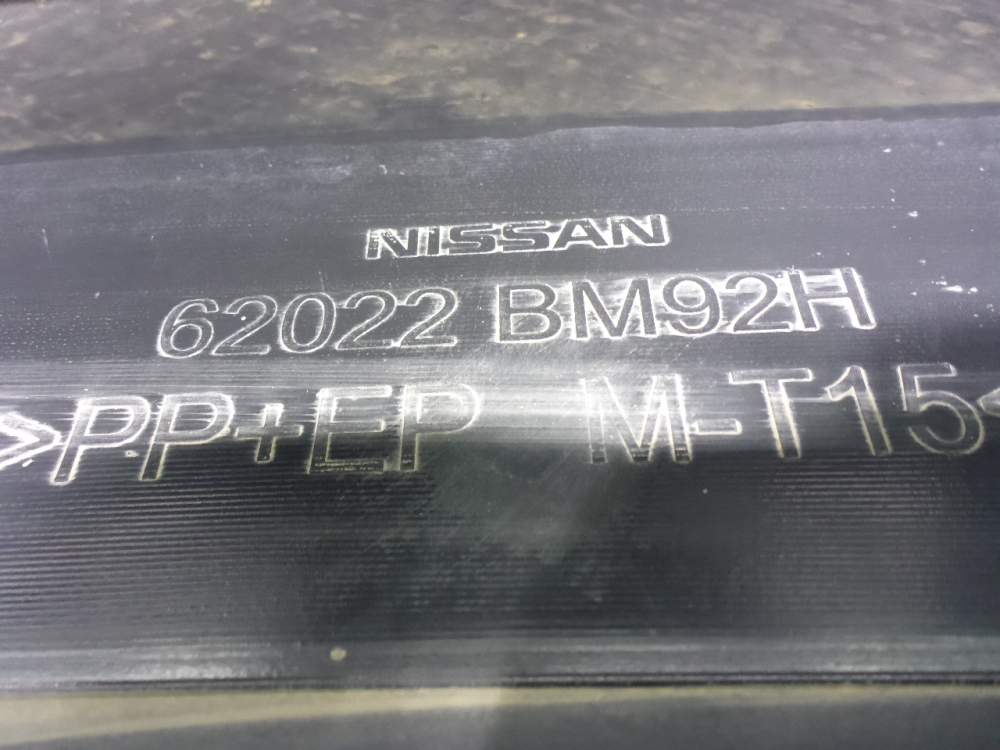 NISSAN
62022 BM92H
>PP+EP M-T15<